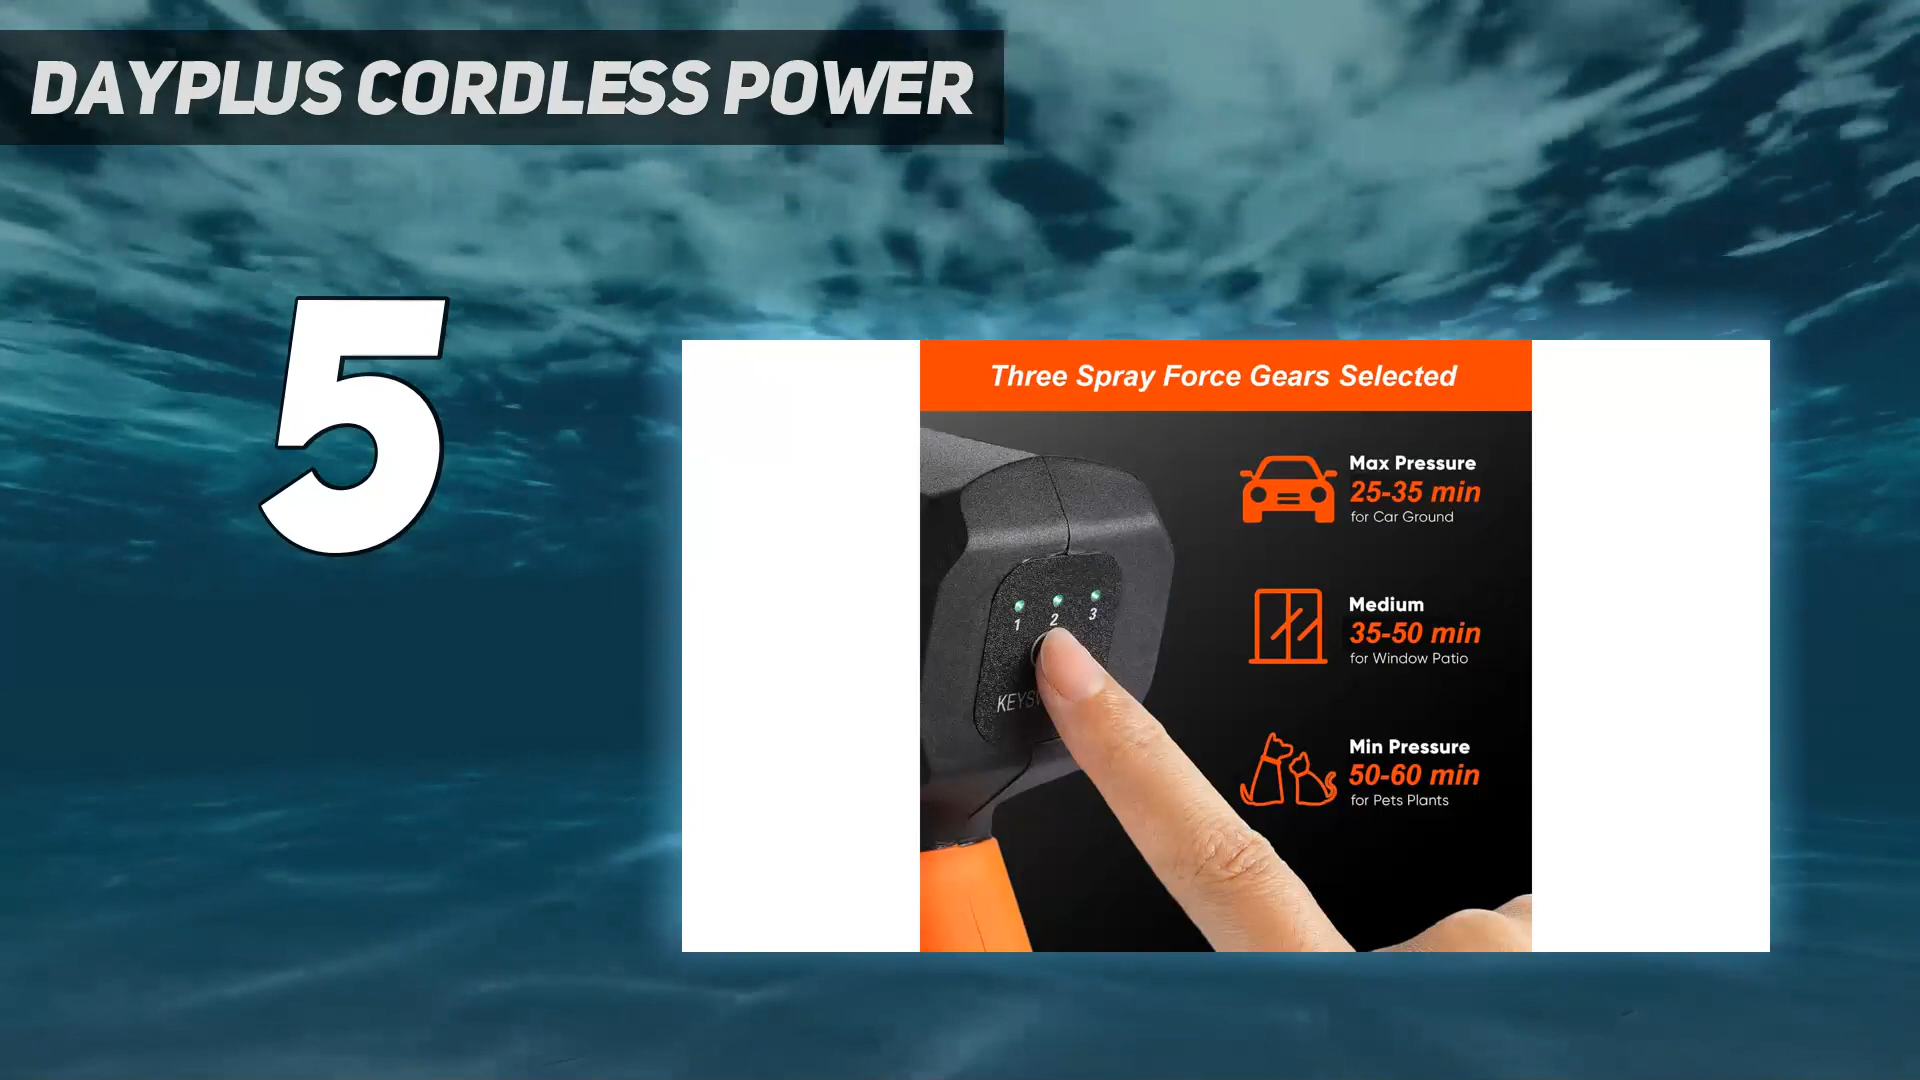 DAYPLUS CORDLESS POWER
5
Three Spray Force Gears Selected
Max Pressure
25-35 min
for Car Ground
1 2 3
Medium
35-50 min
for Window Patio
Min Pressure
50-60 min
for Pets Plants